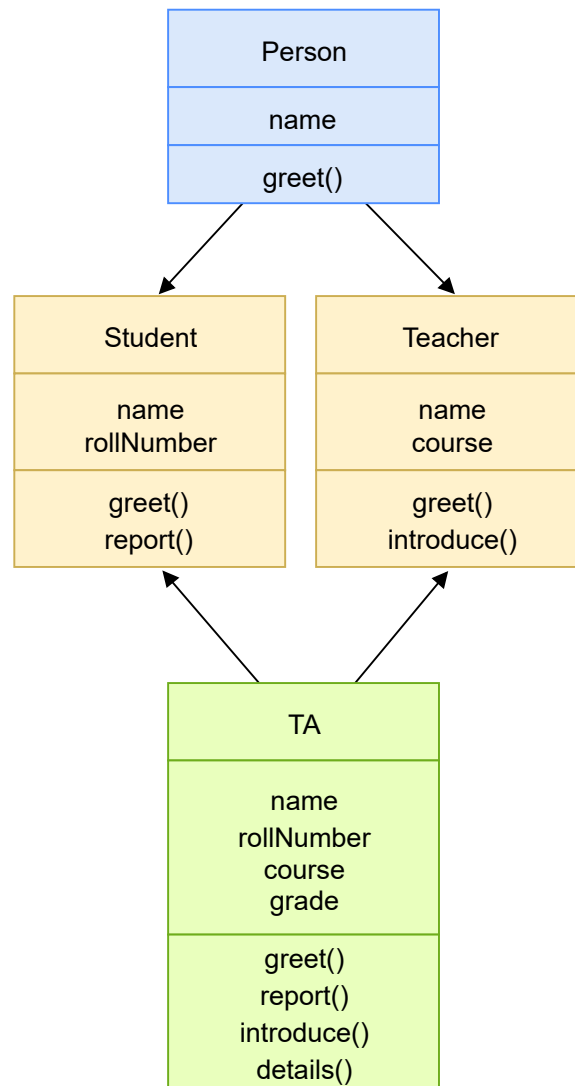 Person
name
greet()
Student
name
rollNumber
greet()
report()
Teacher
name
course
greet()
introduce()
TA
name
rollNumber
course
grade
greet()
report()
introduce()
details()